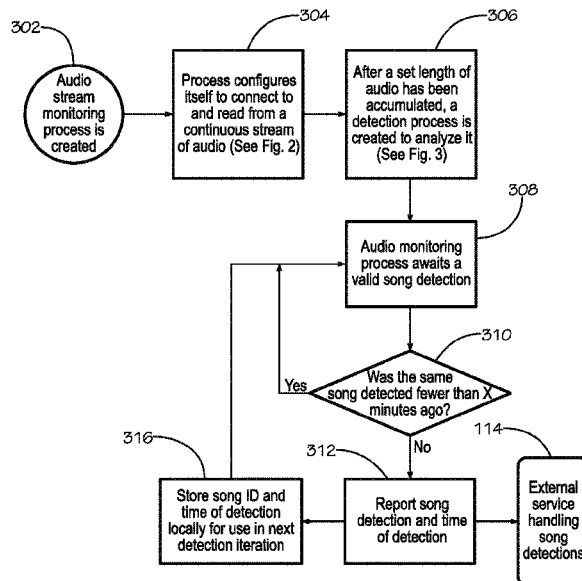 302
Audio
stream
monitoring
process is
created
304
Process configures
itself to connect to
and read from a
continuous stream
of audio (See Fig. 2)
306
After a set length of
audio has been
accumulated, a
detection process is
created to analyze it
(See Fig. 3)
308
Audio monitoring
process awaits a
valid song detection
310
Was the same
song detected fewer than X
minutes ago?
Yes
No
312
Report song
detection and time
of detection
316
Store song ID and
time of detection
locally for use in next
detection iteration
114
External
service
handling
song
detections